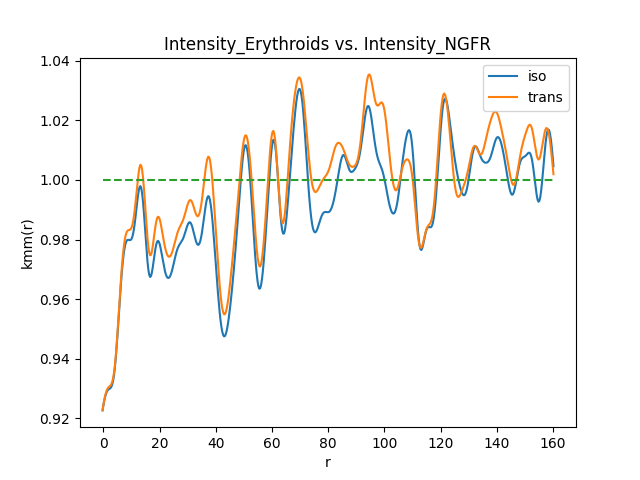 Intensity_Erythroids vs. Intensity_NGFR
iso
trans
kmm(r)
1.04
1.02
1.00
0.98
0.96
0.94
0.92
0 20 40 60 80 100 120 140 160
r